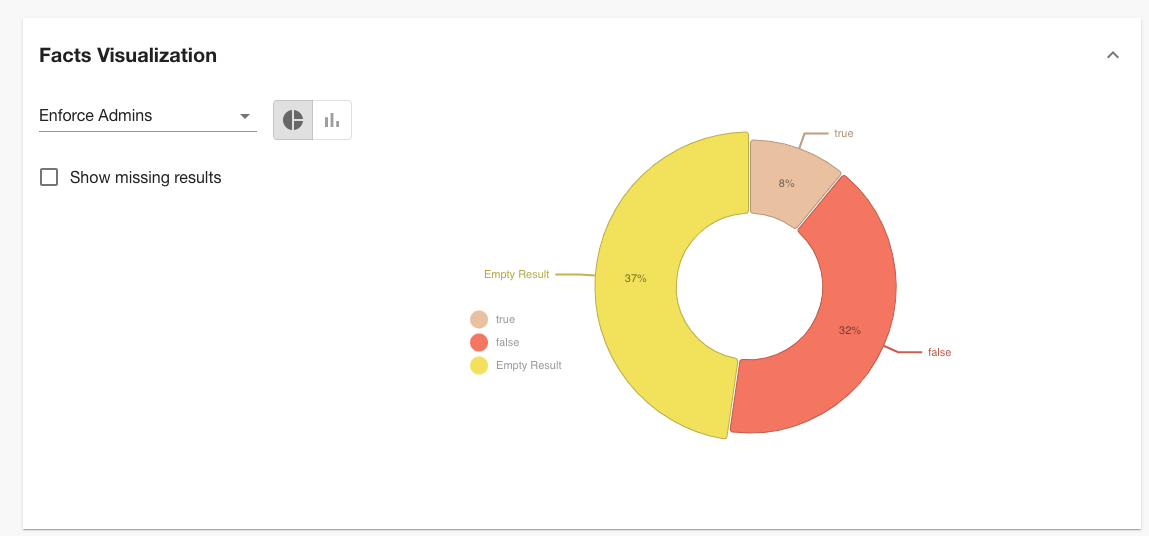 Facts Visualization
Enforce Admins
Show missing results
true
8%
Empty Result
37%
32%
false
true
false
Empty Result